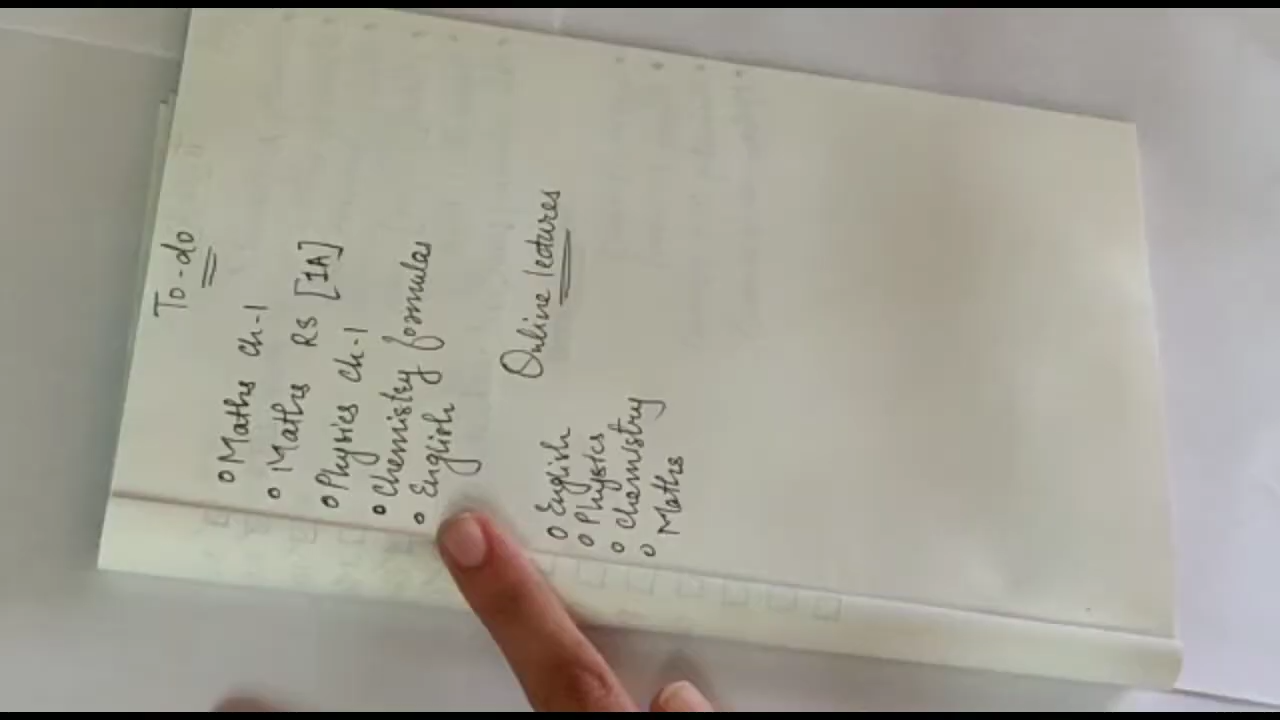 To-do
Maths Ch-1
Maths RS [1A]
Physics Ch-1
Chemistry formulas
English
Online lectures
English
Physics
Chemistry
Maths